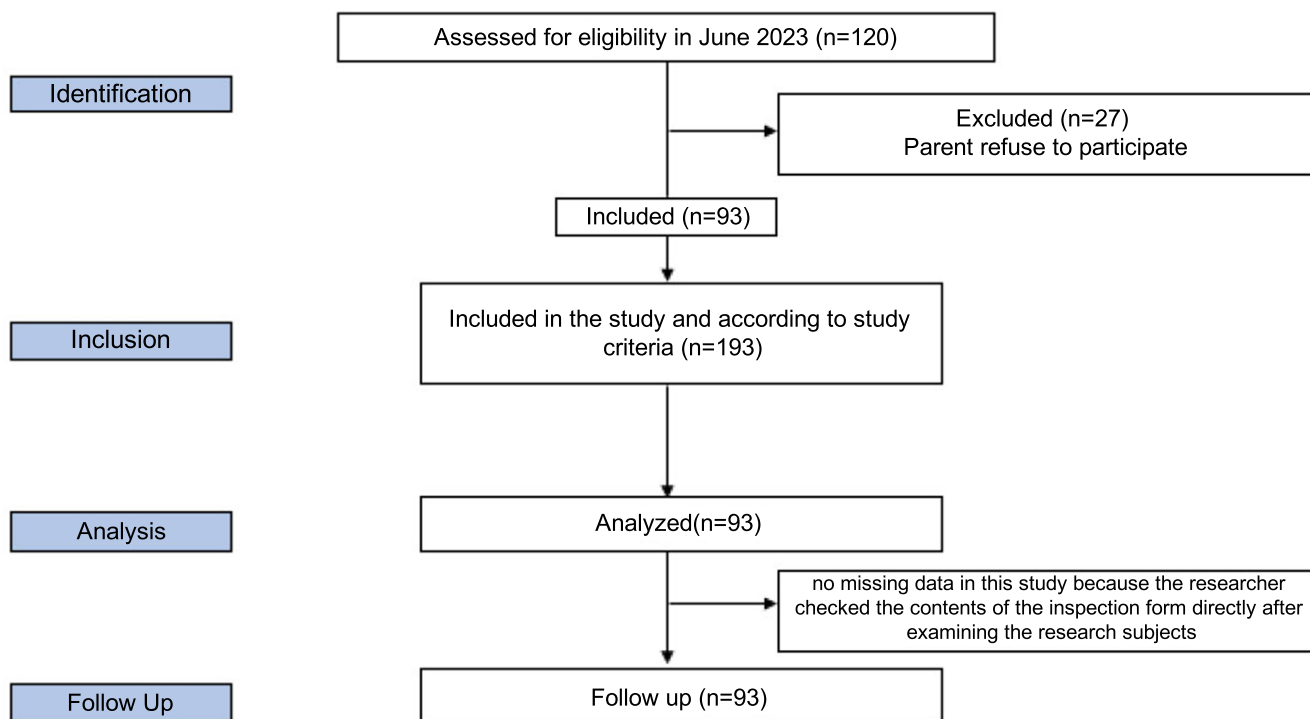 Assessed for eligibility in June 2023 (n=120)
Identification
Excluded (n=27)
Parent refuse to participate
Included (n=93)
Included in the study and according to study
criteria (n=193)
Inclusion
Analyzed(n=93)
Analysis
no missing data in this study because the researcher
checked the contents of the inspection form directly after
examining the research subjects
Follow up (n=93)
Follow Up